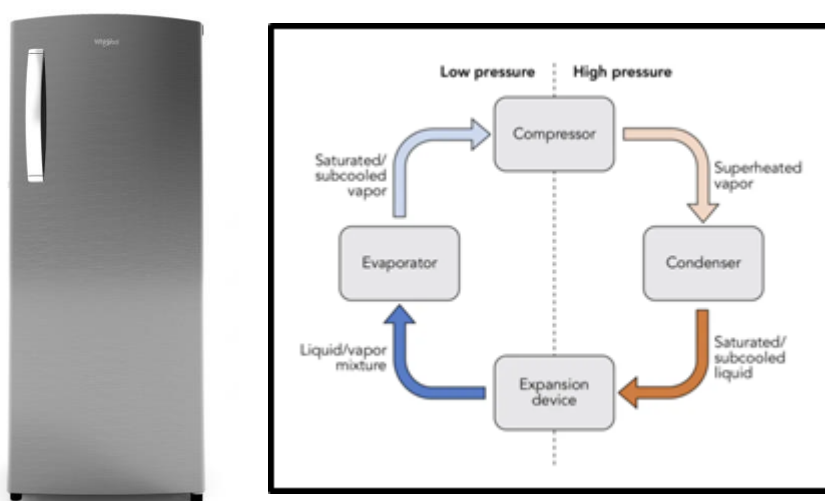 Whirlpool
Low pressure
High pressure
Compressor
Saturated/
subcooled
vapor
Superheated
vapor
Evaporator
Condenser
Liquid/vapor
mixture
Expansion
device
Saturated/
subcooled
liquid